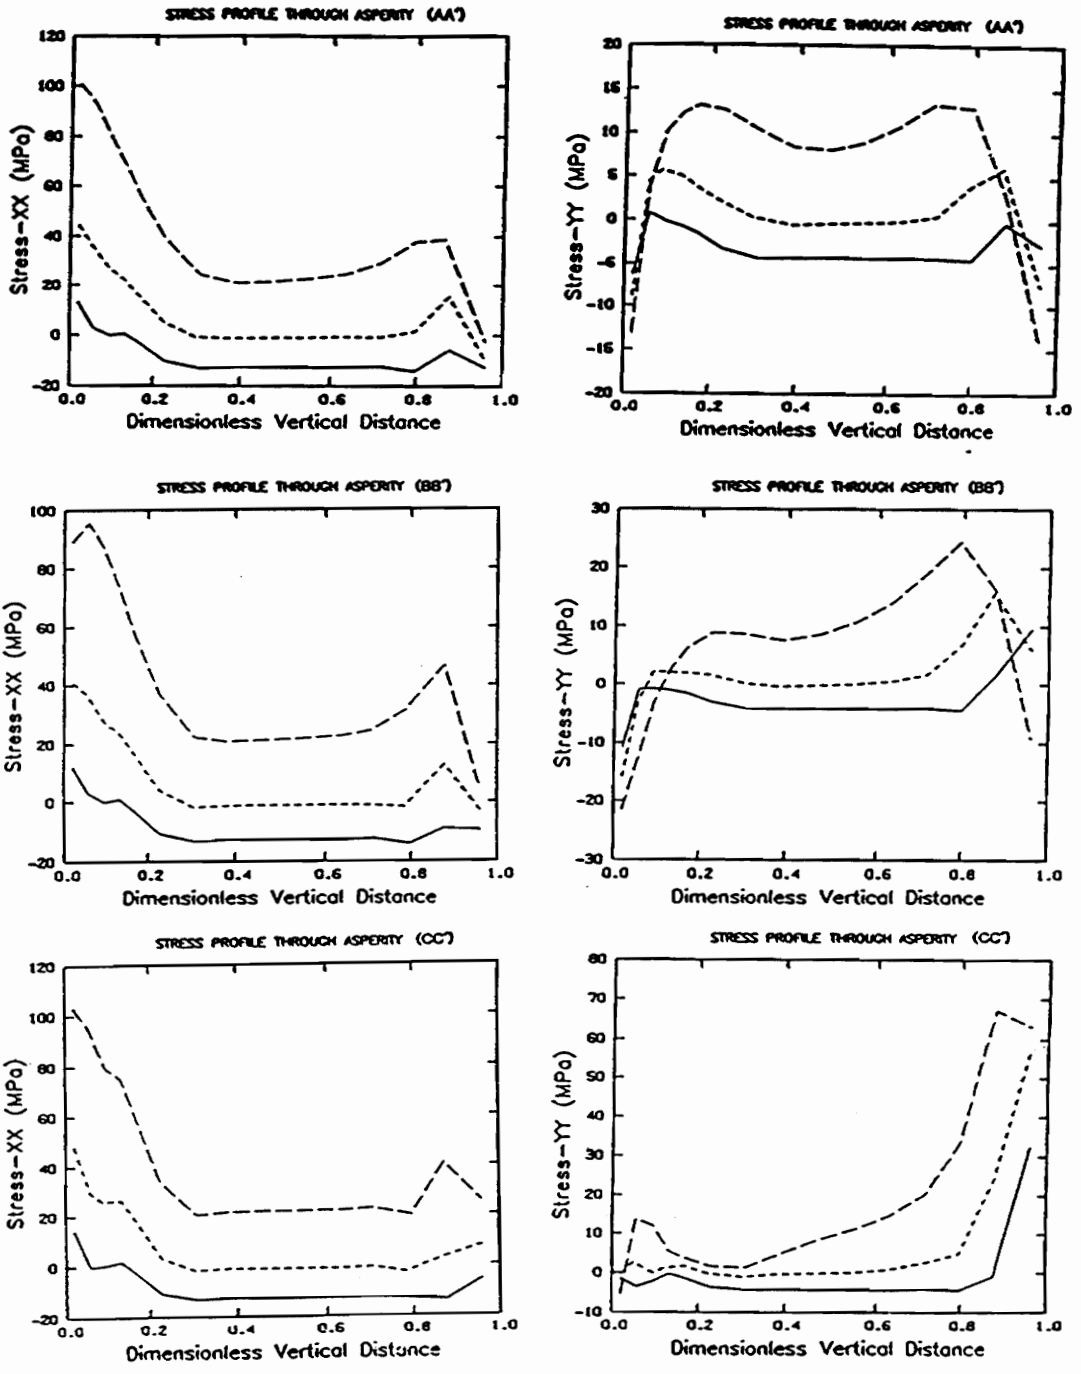 STRESS PROFILE THROUGH ASPERITY (AA')
120
100
80
60
40
20
0
-20
Stress-XX (MPa)
0.0 0.2 0.4 0.6 0.8 1.0
Dimensionless Vertical Distance
STRESS PROFILE THROUGH ASPERITY (AA')
20
15
10
5
0
-5
-10
-15
-20
Stress-YY (MPa)
0.0 0.2 0.4 0.6 0.8 1.0
Dimensionless Vertical Distance
STRESS PROFILE THROUGH ASPERITY (BB')
100
80
60
40
20
0
-20
Stress-XX (MPa)
0.0 0.2 0.4 0.6 0.8 1.0
Dimensionless Vertical Distance
STRESS PROFILE THROUGH ASPERITY (BB')
30
20
10
0
-10
-20
-30
Stress-YY (MPa)
0.0 0.2 0.4 0.6 0.8 1.0
Dimensionless Vertical Distance
STRESS PROFILE THROUGH ASPERITY (CC')
120
100
80
60
40
20
0
-20
Stress-XX (MPa)
0.0 0.2 0.4 0.6 0.8 1.0
Dimensionless Vertical Distance
STRESS PROFILE THROUGH ASPERITY (CC')
80
70
60
50
40
30
20
10
0
-10
Stress-YY (MPa)
0.0 0.2 0.4 0.6 0.8 1.0
Dimensionless Vertical Distance